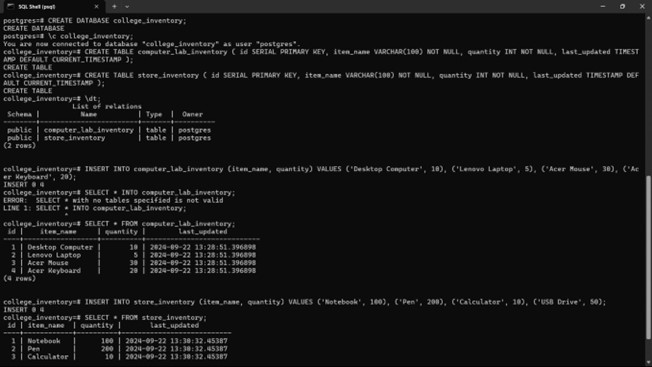 SQL Shell (psql)
postgres=# CREATE DATABASE college_inventory;
CREATE DATABASE
postgres=# \c college_inventory;
You are now connected to database "college_inventory" as user "postgres".
college_inventory=# CREATE TABLE computer_lab_inventory ( id SERIAL PRIMARY KEY, item_name VARCHAR(100) NOT NULL, quantity INT NOT NULL, last_updated TIMEST
AMP DEFAULT CURRENT_TIMESTAMP );
CREATE TABLE
college_inventory=# CREATE TABLE store_inventory ( id SERIAL PRIMARY KEY, item_name VARCHAR(100) NOT NULL, quantity INT NOT NULL, last_updated TIMESTAMP DEF
AULT CURRENT_TIMESTAMP );
CREATE TABLE
college_inventory=# \dt;
List of relations
Schema | Name | Type | Owner
--------+------------------------+-------+----------
public | computer_lab_inventory | table | postgres
public | store_inventory | table | postgres
(2 rows)
college_inventory=# INSERT INTO computer_lab_inventory (item_name, quantity) VALUES ('Desktop Computer', 10), ('Lenovo Laptop', 5), ('Acer Mouse', 30), ('Ac
er Keyboard', 20);
INSERT 0 4
college_inventory=# SELECT * INTO computer_lab_inventory;
ERROR:  SELECT * with no tables specified is not valid
LINE 1: SELECT * INTO computer_lab_inventory;
^
college_inventory=# SELECT * FROM computer_lab_inventory;
id | item_name | quantity | last_updated
----+------------------+----------+----------------------------
1 | Desktop Computer | 10 | 2024-09-22 13:28:51.396898
2 | Lenovo Laptop | 5 | 2024-09-22 13:28:51.396898
3 | Acer Mouse | 30 | 2024-09-22 13:28:51.396898
4 | Acer Keyboard | 20 | 2024-09-22 13:28:51.396898
(4 rows)
college_inventory=# INSERT INTO store_inventory (item_name, quantity) VALUES ('Notebook', 100), ('Pen', 200), ('Calculator', 10), ('USB Drive', 50);
INSERT 0 4
college_inventory=# SELECT * FROM store_inventory;
id | item_name | quantity | last_updated
----+------------+----------+---------------------------
1 | Notebook | 100 | 2024-09-22 13:30:32.45387
2 | Pen | 200 | 2024-09-22 13:30:32.45387
3 | Calculator | 10 | 2024-09-22 13:30:32.45387